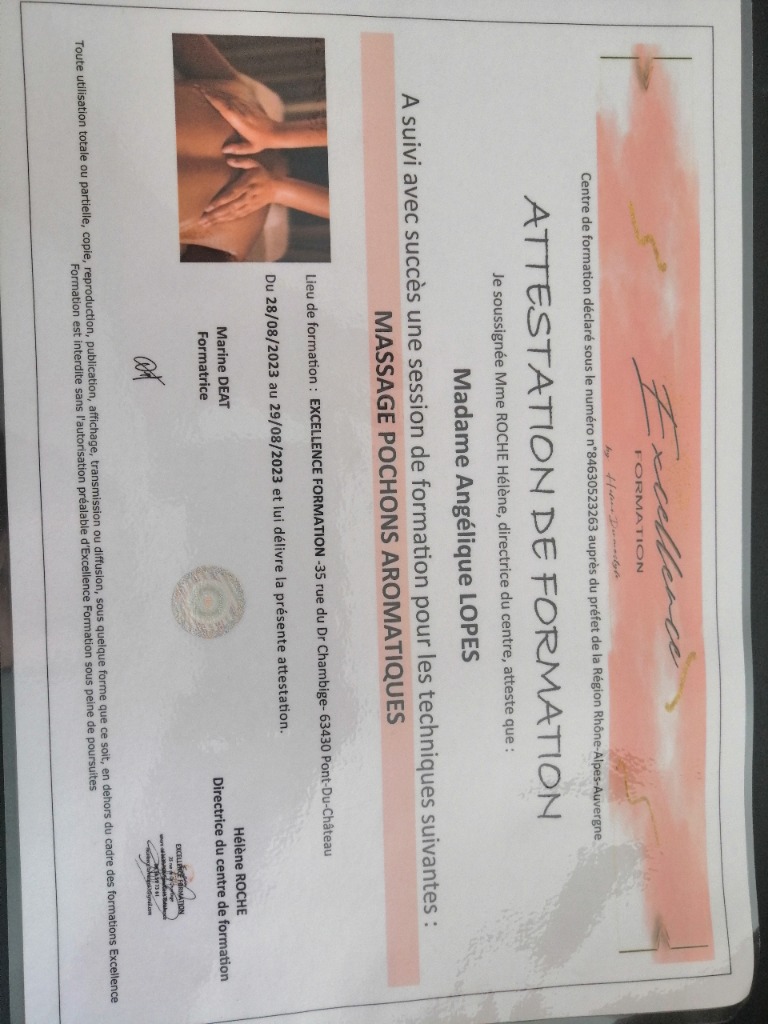 Excellence
FORMATION
Centre de formation déclaré sous le numéro n°84630523263 auprès du préfet de la Région Rhône-Alpes-Auvergne
ATTESTATION DE FORMATION
Je soussignée Mme ROCHE Hélène, directrice du centre, atteste que :
Madame Angélique LOPES
A suivi avec succès une session de formation pour les techniques suivantes :
MASSAGE POCHONS AROMATIQUES
Lieu de formation : EXCELLENCE FORMATION -35 rue du Dr Chambige- 63430 Pont-Du-Château
Du 28/08/2023 au 29/08/2023 et lui délivre la présente attestation.
Marine DEAT
Formatrice
Hélène ROCHE
Directrice du centre de formation
EXCELLENCE FORMATION
Toute utilisation totale ou partielle, copie, reproduction, publication, affichage, transmission ou diffusion, sous quelque forme que ce soit, en dehors du cadre des formations Excellence
Formation est interdite sans l'autorisation préalable d'Excellence Formation sous peine de poursuites